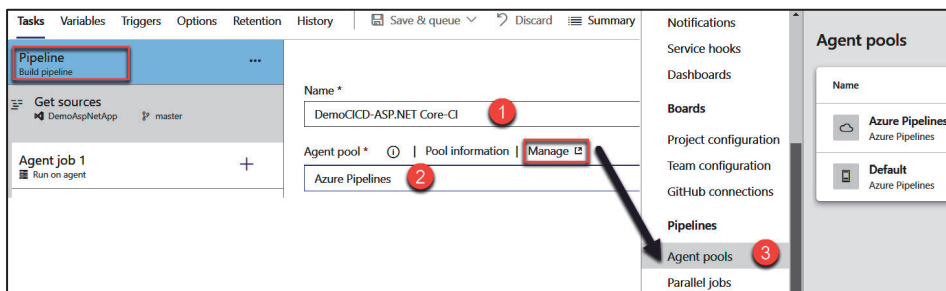 Tasks Variables Triggers Options Retention History Save & queue Discard Summary
Pipeline
Build pipeline
...
Get sources
DemoAspNetApp master
Agent job 1 +
Run on agent
Name *
DemoCICD-ASP.NET Core-CI 1
Agent pool * Pool information | Manage
Azure Pipelines 2
Notifications
Service hooks
Dashboards
Boards
Project configuration
Team configuration
GitHub connections
Pipelines
Agent pools 3
Parallel jobs
Agent pools
Name
Azure Pipelines
Azure Pipelines
Default
Azure Pipelines